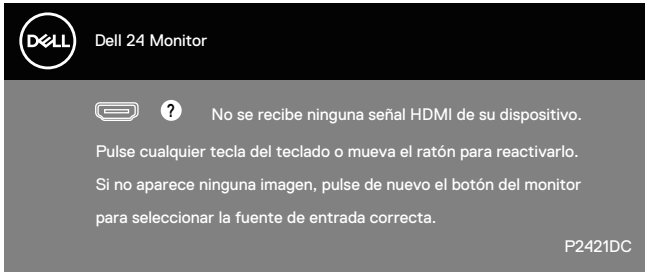 DELL
Dell 24 Monitor
? No se recibe ninguna señal HDMI de su dispositivo.
Pulse cualquier tecla del teclado o mueva el ratón para reactivarlo.
Si no aparece ninguna imagen, pulse de nuevo el botón del monitor
para seleccionar la fuente de entrada correcta.
P2421DC